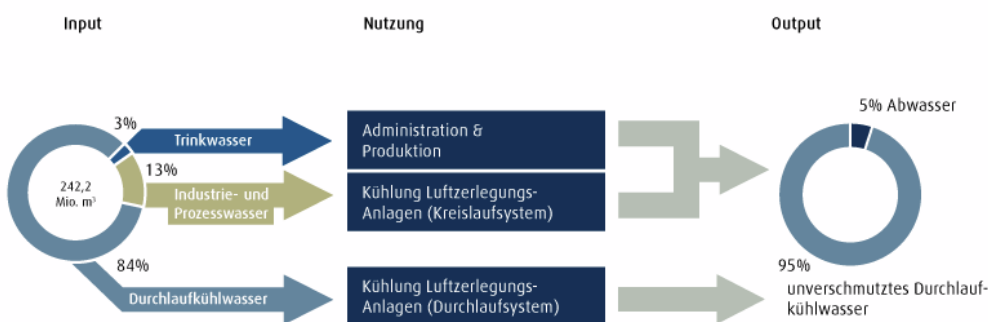 Input
Nutzung
Output
3%
Trinkwasser
13%
Industrie- und
Prozesswasser
242,2
Mio. m³
84%
Durchlaufkühlwasser
Administration &
Produktion
Kühlung Luftzerlegungs-
Anlagen (Kreislaufsystem)
Kühlung Luftzerlegungs-
Anlagen (Durchlaufsystem)
5% Abwasser
95%
unverschmutztes Durchlauf-
kühlwasser